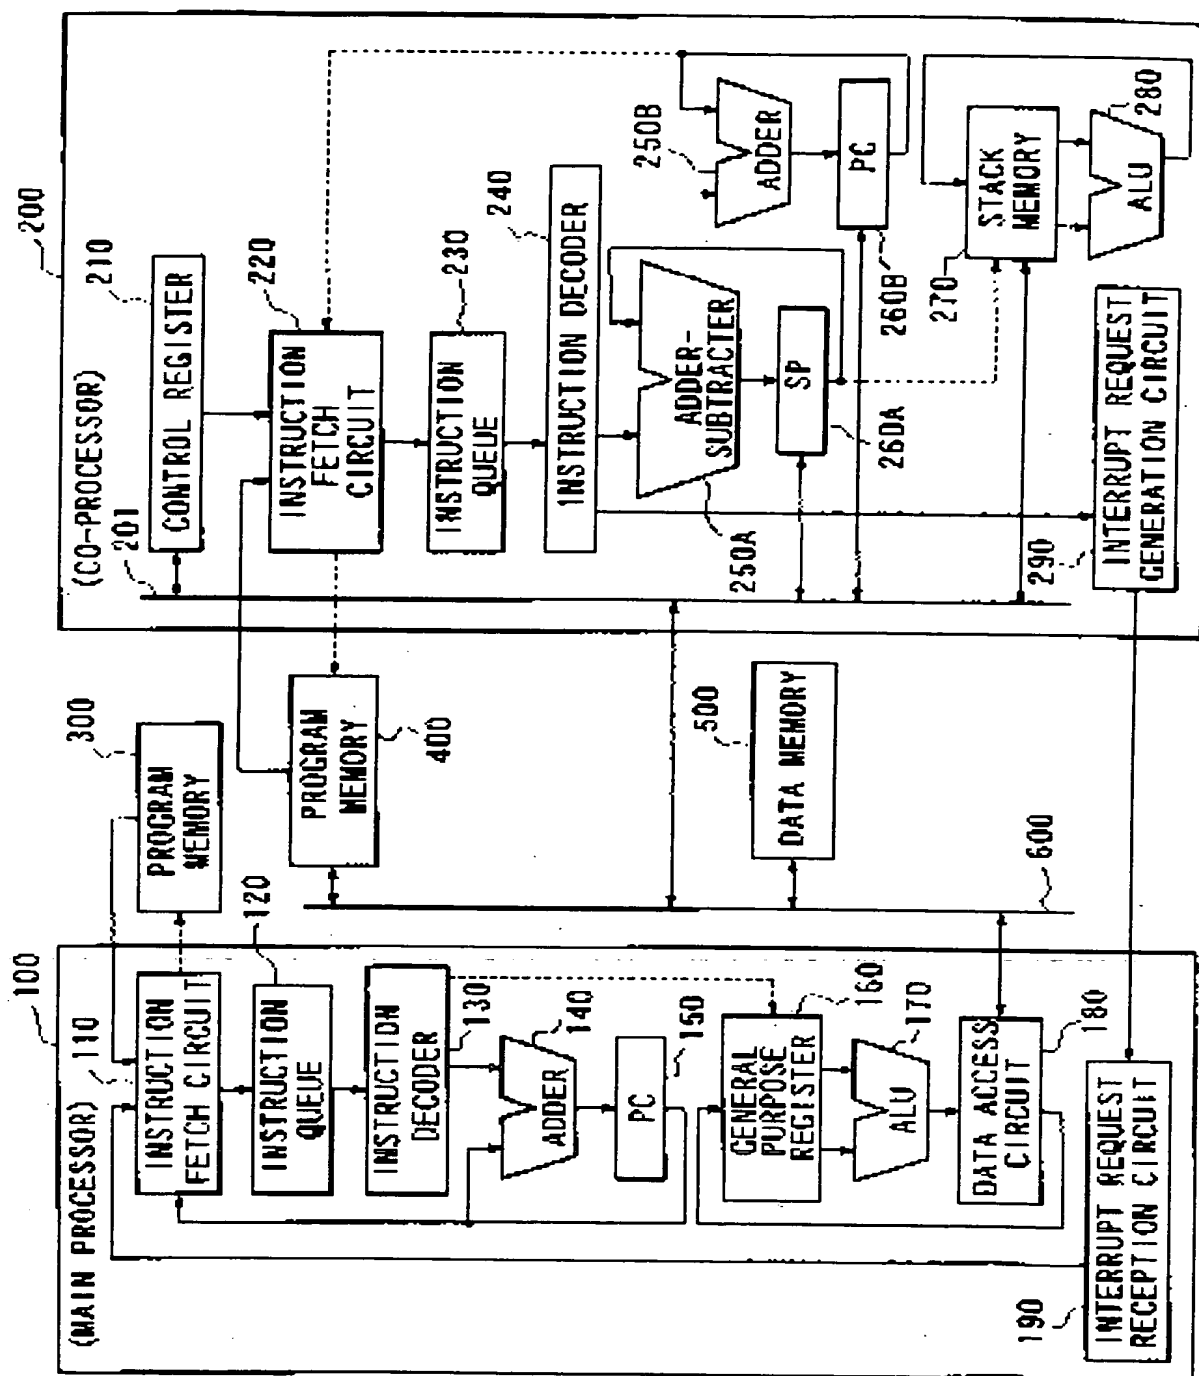 100
(MAIN PROCESSOR)
110
INSTRUCTION
FETCH CIRCUIT
120
INSTRUCTION
QUEUE
INSTRUCTION
DECODER
130
140
ADDER
150
PC
160
GENERAL
PURPOSE
REGISTER
170
ALU
DATA ACCESS
CIRCUIT
180
190
INTERRUPT REQUEST
RECEPTION CIRCUIT
300
PROGRAM
MEMORY
PROGRAM
MEMORY
400
500
DATA MEMORY
600
200
(CO-PROCESSOR)
201
210
CONTROL REGISTER
220
INSTRUCTION
FETCH
CIRCUIT
230
INSTRUCTION
QUEUE
240
INSTRUCTION DECODER
250A
ADDER-
SUBTRACTER
SP
260A
250B
ADDER
PC
260B
270
STACK
MEMORY
280
ALU
290
INTERRUPT REQUEST
GENERATION CIRCUIT